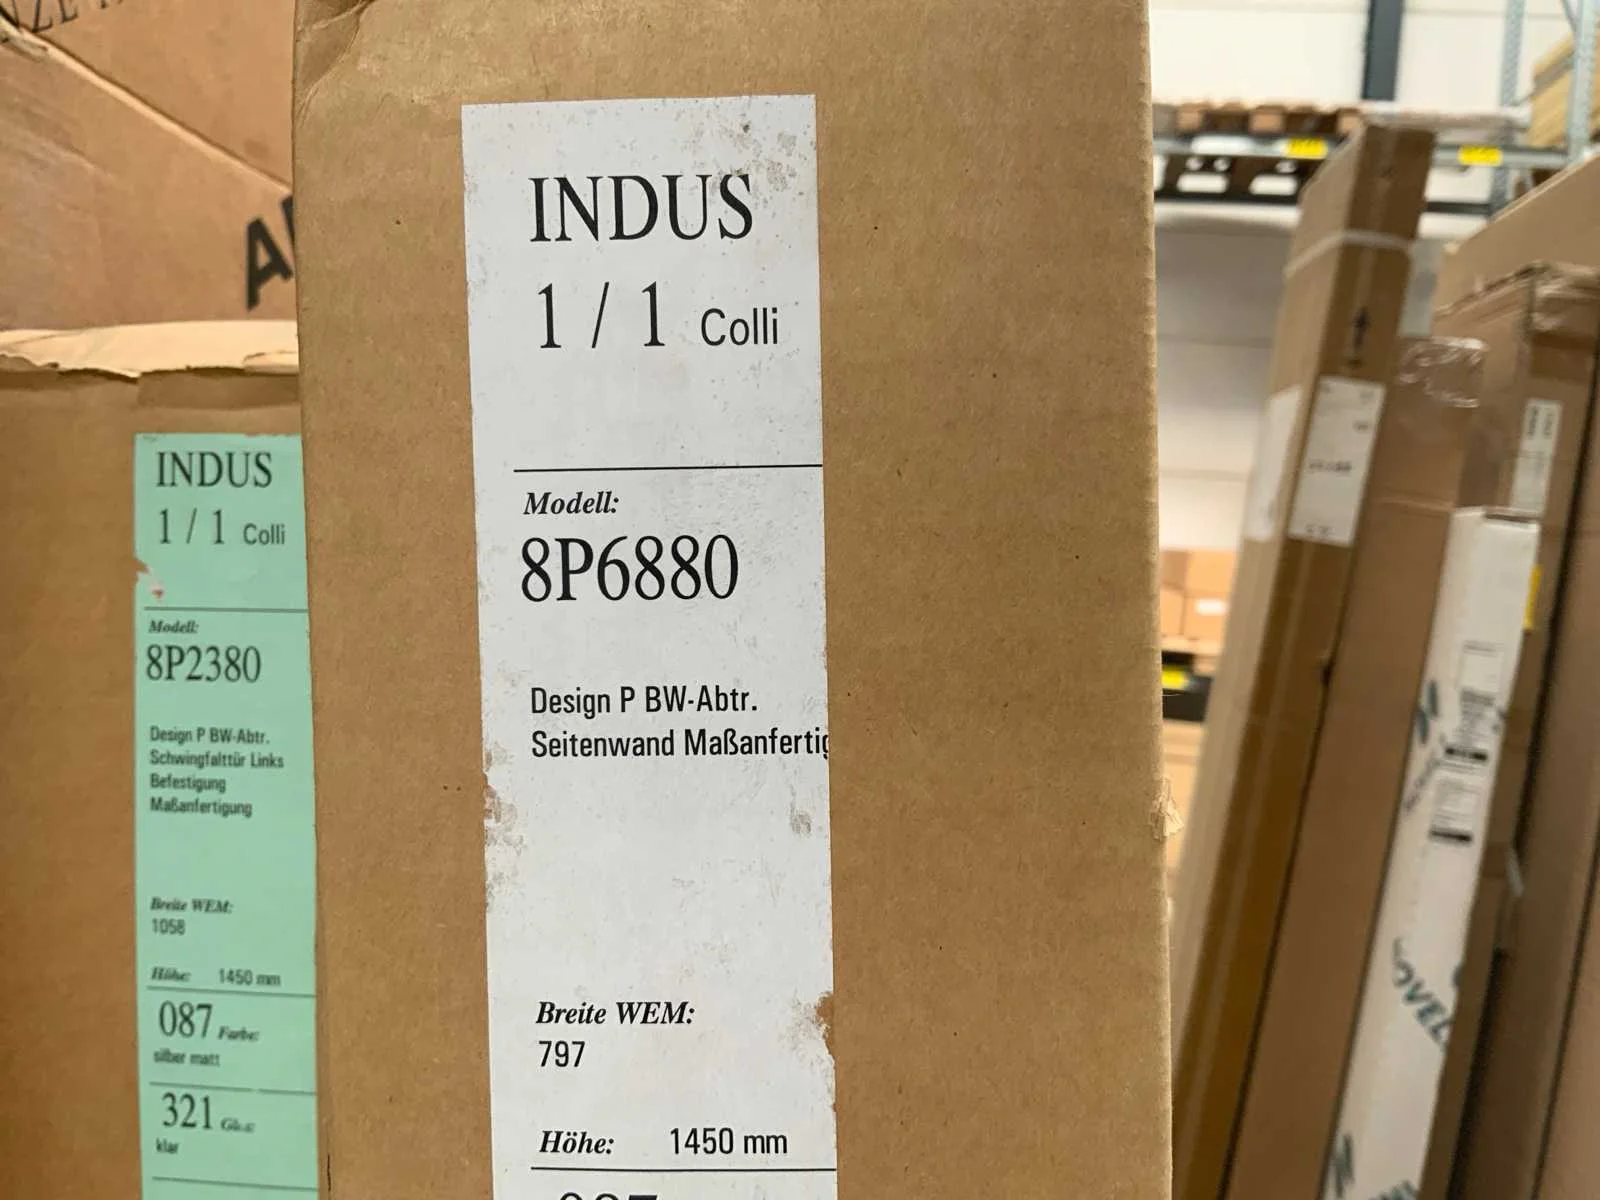 INDUS
1 / 1 Colli
Modell:
8P2380
Design P BW-Abtr.
Schwingfalttür Links
Befestigung
Maßanfertigung
Breite WEM:
1058
Höhe: 1450 mm
087 Farbe:
silber matt
321 Glas:
klar
INDUS
1 / 1 Colli
Modell:
8P6880
Design P BW-Abtr.
Seitenwand Maßanfertig
Breite WEM:
797
Höhe: 1450 mm
087